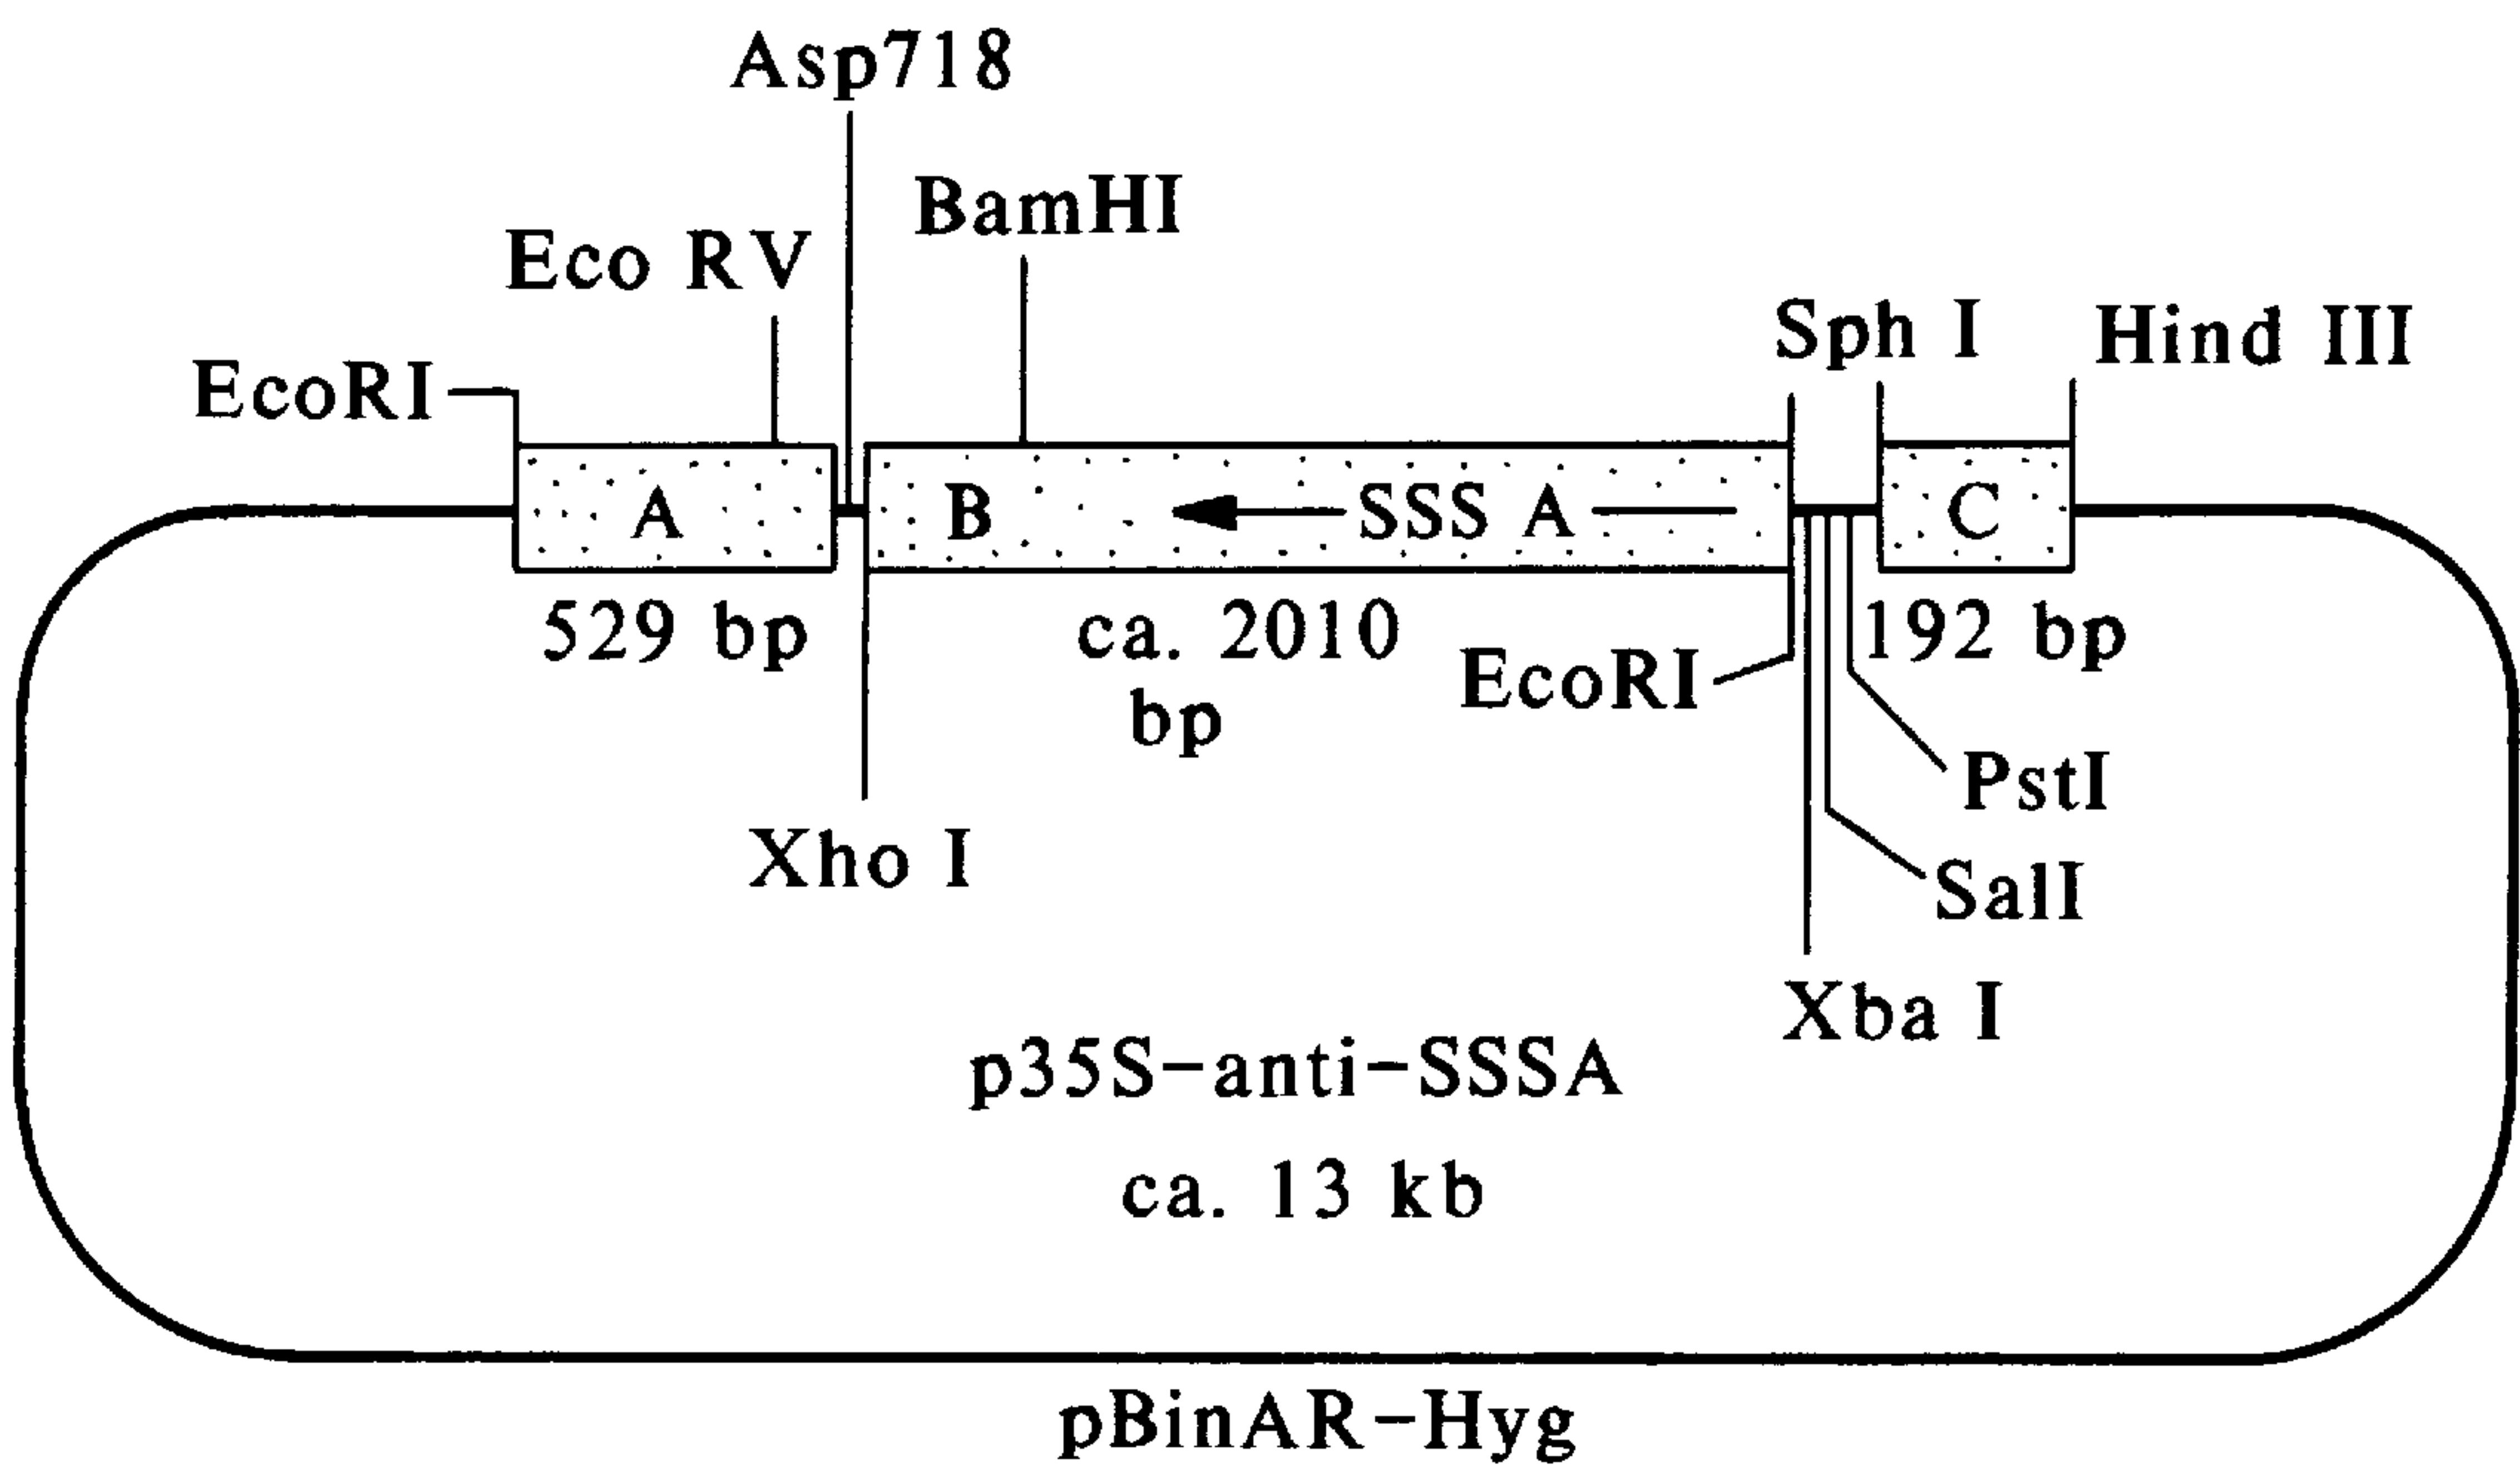 Asp718
BamHI
Eco RV
Sph I
Hind III
EcoRI
A
B
SSS A
C
529 bp
ca. 2010
bp
192 bp
EcoRI
PstI
Xho I
SalI
Xba I
p35S-anti-SSSA
ca. 13 kb
pBinAR-Hyg